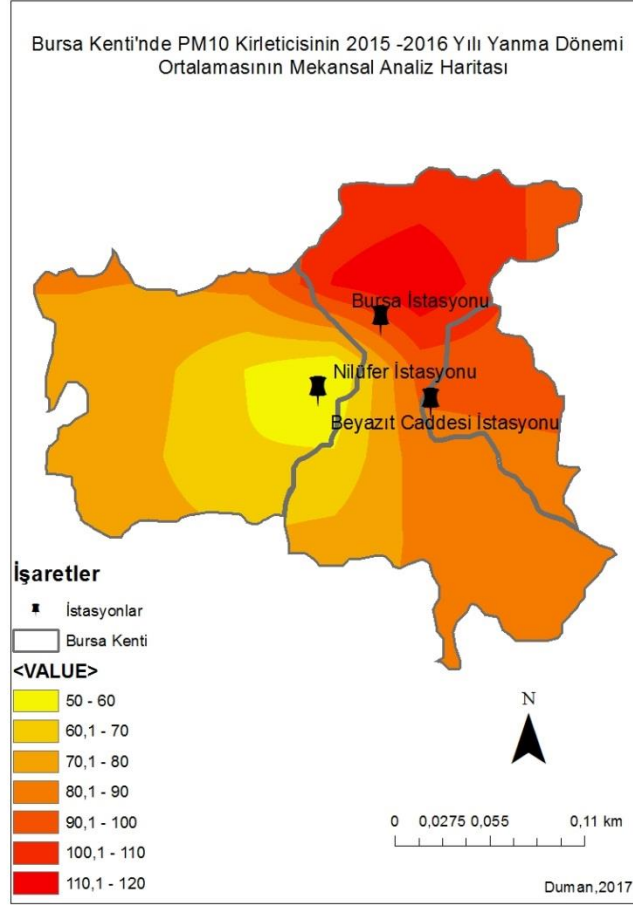 Bursa Kenti'nde PM10 Kirleticisinin 2015 -2016 Yılı Yanma Dönemi
Ortalamasının Mekansal Analiz Haritası
Bursa İstasyonu
Nilüfer İstasyonu
Beyazıt Caddesi İstasyonu
İşaretler
İstasyonlar
Bursa Kenti
<VALUE>
50 - 60
60,1 - 70
70,1 - 80
80,1 - 90
90,1 - 100
100,1 - 110
110,1 - 120
N
0 0,0275 0,055 0,11 km
Duman,2017